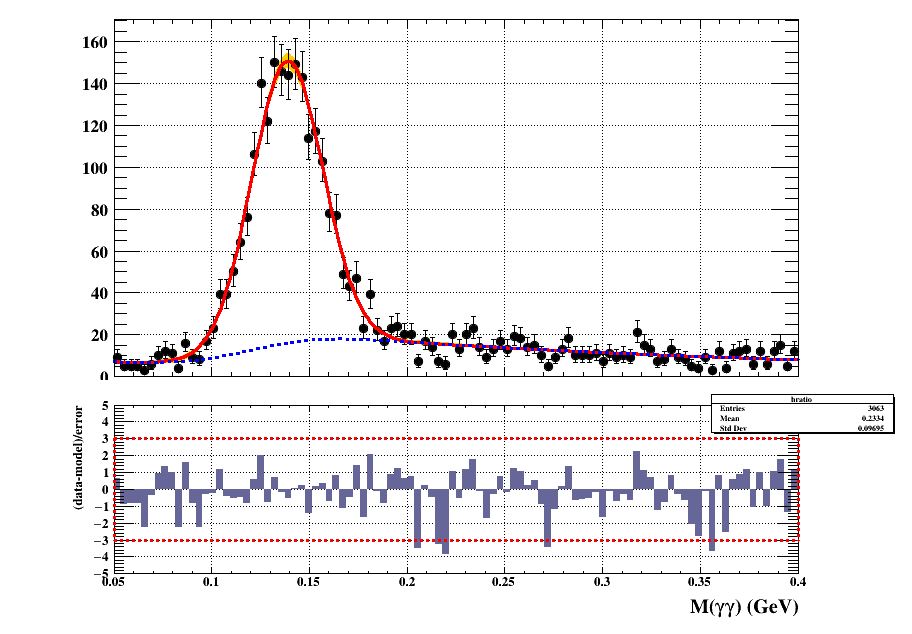 160
140
120
100
80
60
40
20
0
hratio
Entries 3063
Mean 0.2334
Std Dev 0.09695
(data-model)/error
5
4
3
2
1
0
−1
−2
−3
−4
−5
0.05 0.1 0.15 0.2 0.25 0.3 0.35 0.4
M(γγ) (GeV)